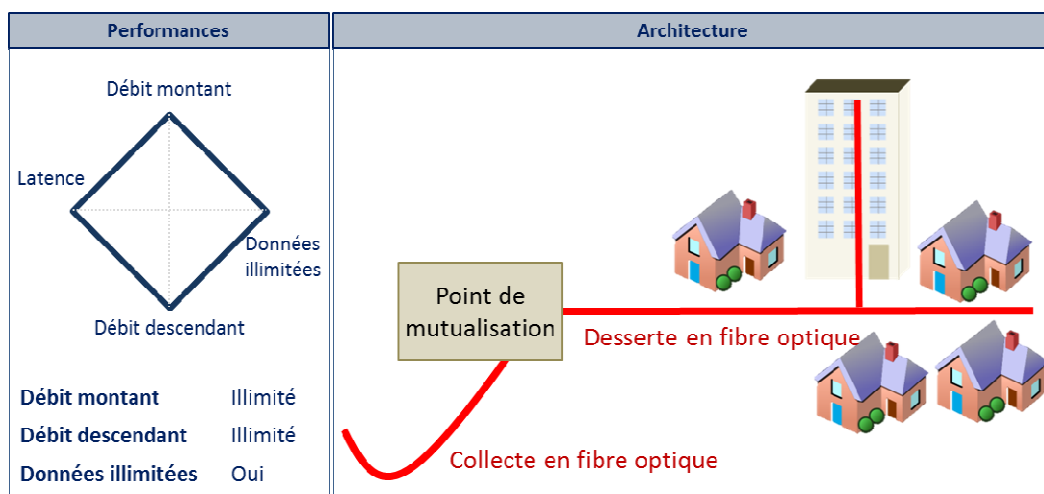 Performances
Architecture
Débit montant
Latence
Données
illimitées
Débit descendant
Débit montant Illimité
Débit descendant Illimité
Données illimitées Oui
Point de
mutualisation
Desserte en fibre optique
Collecte en fibre optique